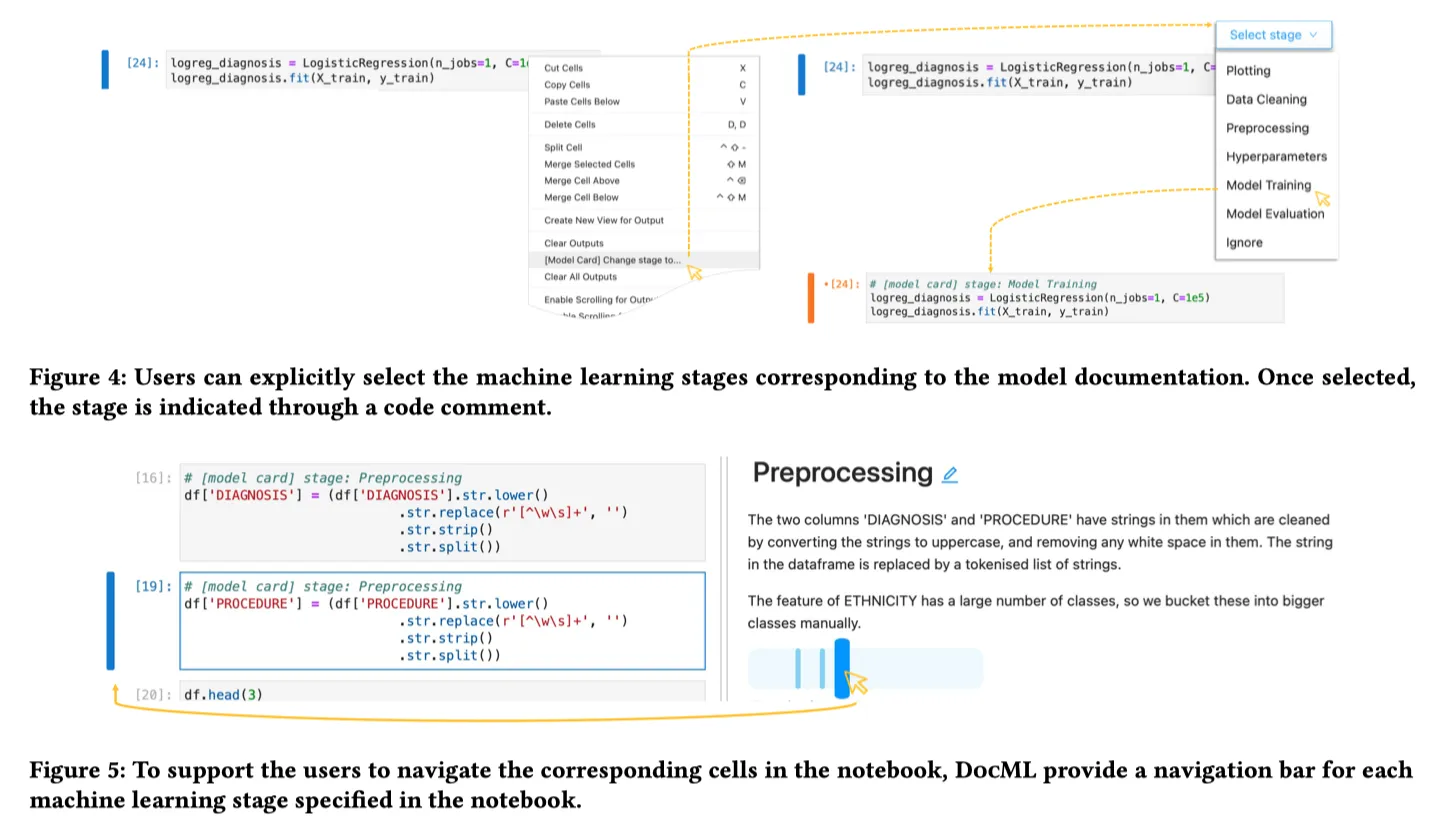 [24]: logreg_diagnosis = LogisticRegression(n_jobs=1, C=1
logreg_diagnosis.fit(X_train, y_train)
Cut Cells X
Copy Cells C
Paste Cells Below V
Delete Cells D, D
Split Cell ^ ⇧ -
Merge Selected Cells ⇧ M
Merge Cell Above ^ ⌫
Merge Cell Below ^ ⇧ M
Create New View for Output
Clear Outputs
[Model Card] Change stage to...
Clear All Outputs
Enable Scrolling for
Scrolling
[24]: logreg_diagnosis = LogisticRegression(n_jobs=1, C=
logreg_diagnosis.fit(X_train, y_train)
Select stage
Plotting
Data Cleaning
Preprocessing
Hyperparameters
Model Training
Model Evaluation
Ignore
•[24]: # [model card] stage: Model Training
logreg_diagnosis = LogisticRegression(n_jobs=1, C=1e5)
logreg_diagnosis.fit(X_train, y_train)
Figure 4: Users can explicitly select the machine learning stages corresponding to the model documentation. Once selected,
the stage is indicated through a code comment.
[16]: # [model card] stage: Preprocessing
df['DIAGNOSIS'] = (df['DIAGNOSIS'].str.lower()
.str.replace(r'[^\w\s]+', '')
.str.strip()
.str.split())
[19]: # [model card] stage: Preprocessing
df['PROCEDURE'] = (df['PROCEDURE'].str.lower()
.str.replace(r'[^\w\s]+', '')
.str.strip()
.str.split())
[20]: df.head(3)
Preprocessing
The two columns 'DIAGNOSIS' and 'PROCEDURE' have strings in them which are cleaned
by converting the strings to uppercase, and removing any white space in them. The string
in the dataframe is replaced by a tokenised list of strings.
The feature of ETHNICITY has a large number of classes, so we bucket these into bigger
classes manually.
Figure 5: To support the users to navigate the corresponding cells in the notebook, DocML provide a navigation bar for each
machine learning stage specified in the notebook.